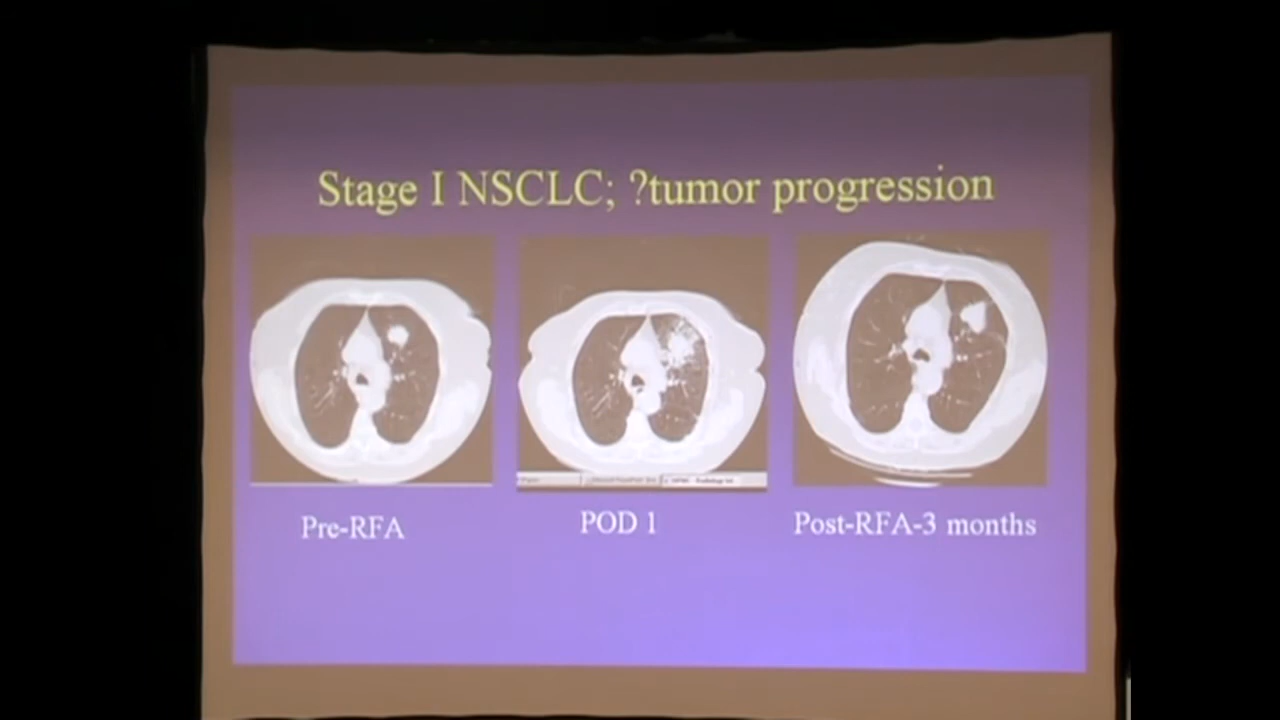 Stage I NSCLC; ?tumor progression
Pre-RFA
POD 1
Post-RFA-3 months